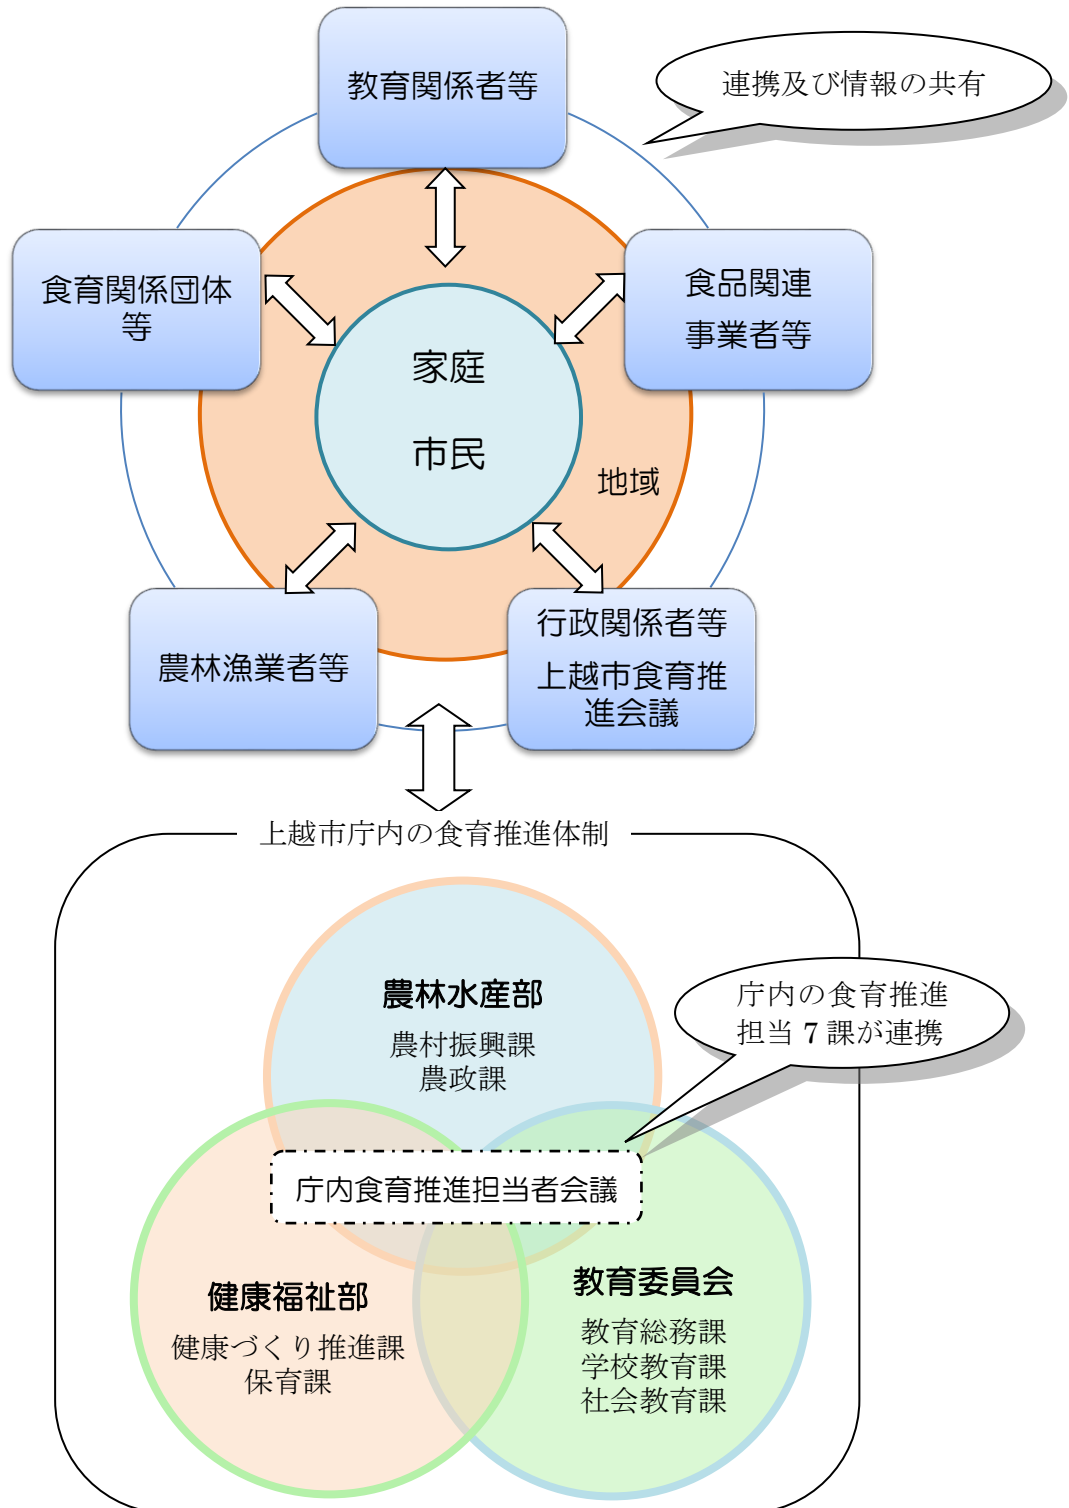 教育関係者等
連携及び情報の共有
食育関係団体
等
食品関連
事業者等
家庭
市民
地域
農林漁業者等
行政関係者等
上越市食育推
進会議
上越市庁内の食育推進体制
農林水産部
農村振興課
農政課
庁内の食育推進
担当 7 課が連携
庁内食育推進担当者会議
健康福祉部
健康づくり推進課
保育課
教育委員会
教育総務課
学校教育課
社会教育課